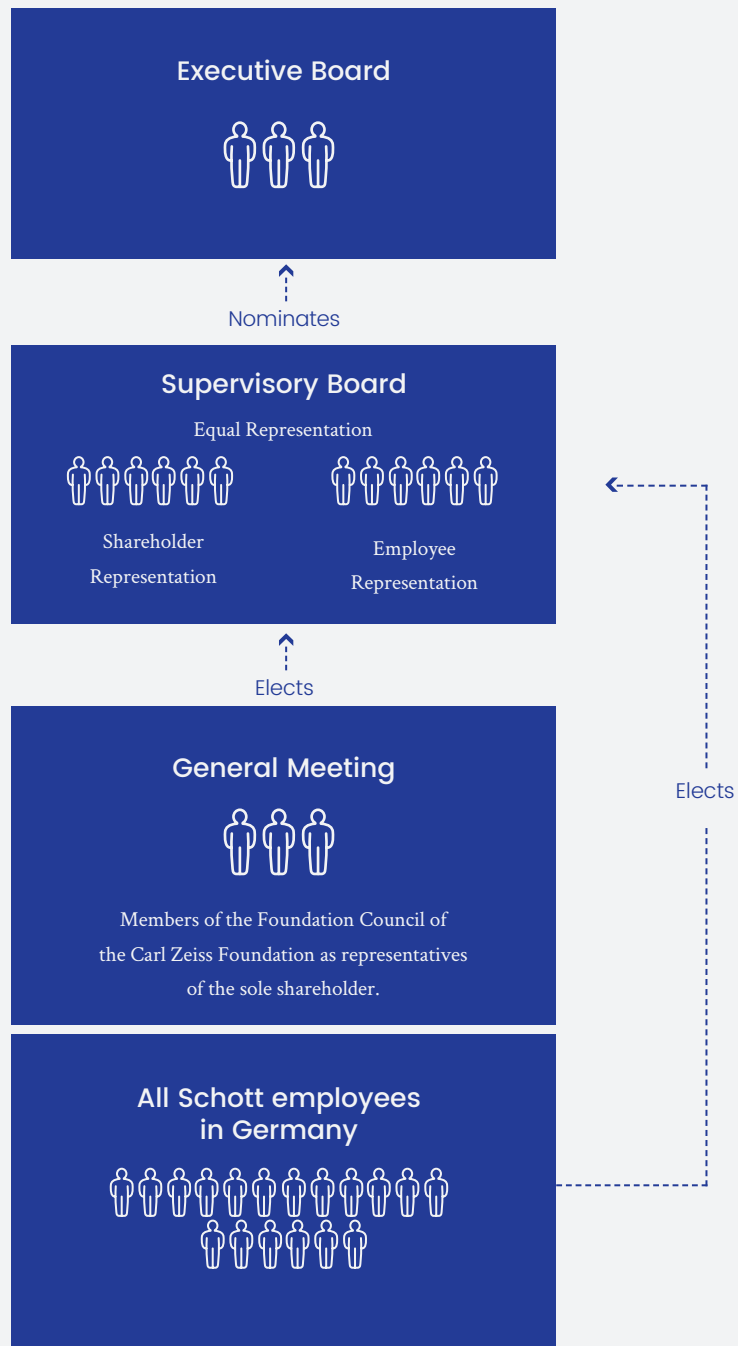 Executive Board
Nominates
Supervisory Board
Equal Representation
Shareholder
Representation
Employee
Representation
Elects
General Meeting
Members of the Foundation Council of
the Carl Zeiss Foundation as representatives
of the sole shareholder.
Elects
All Schott employees
in Germany